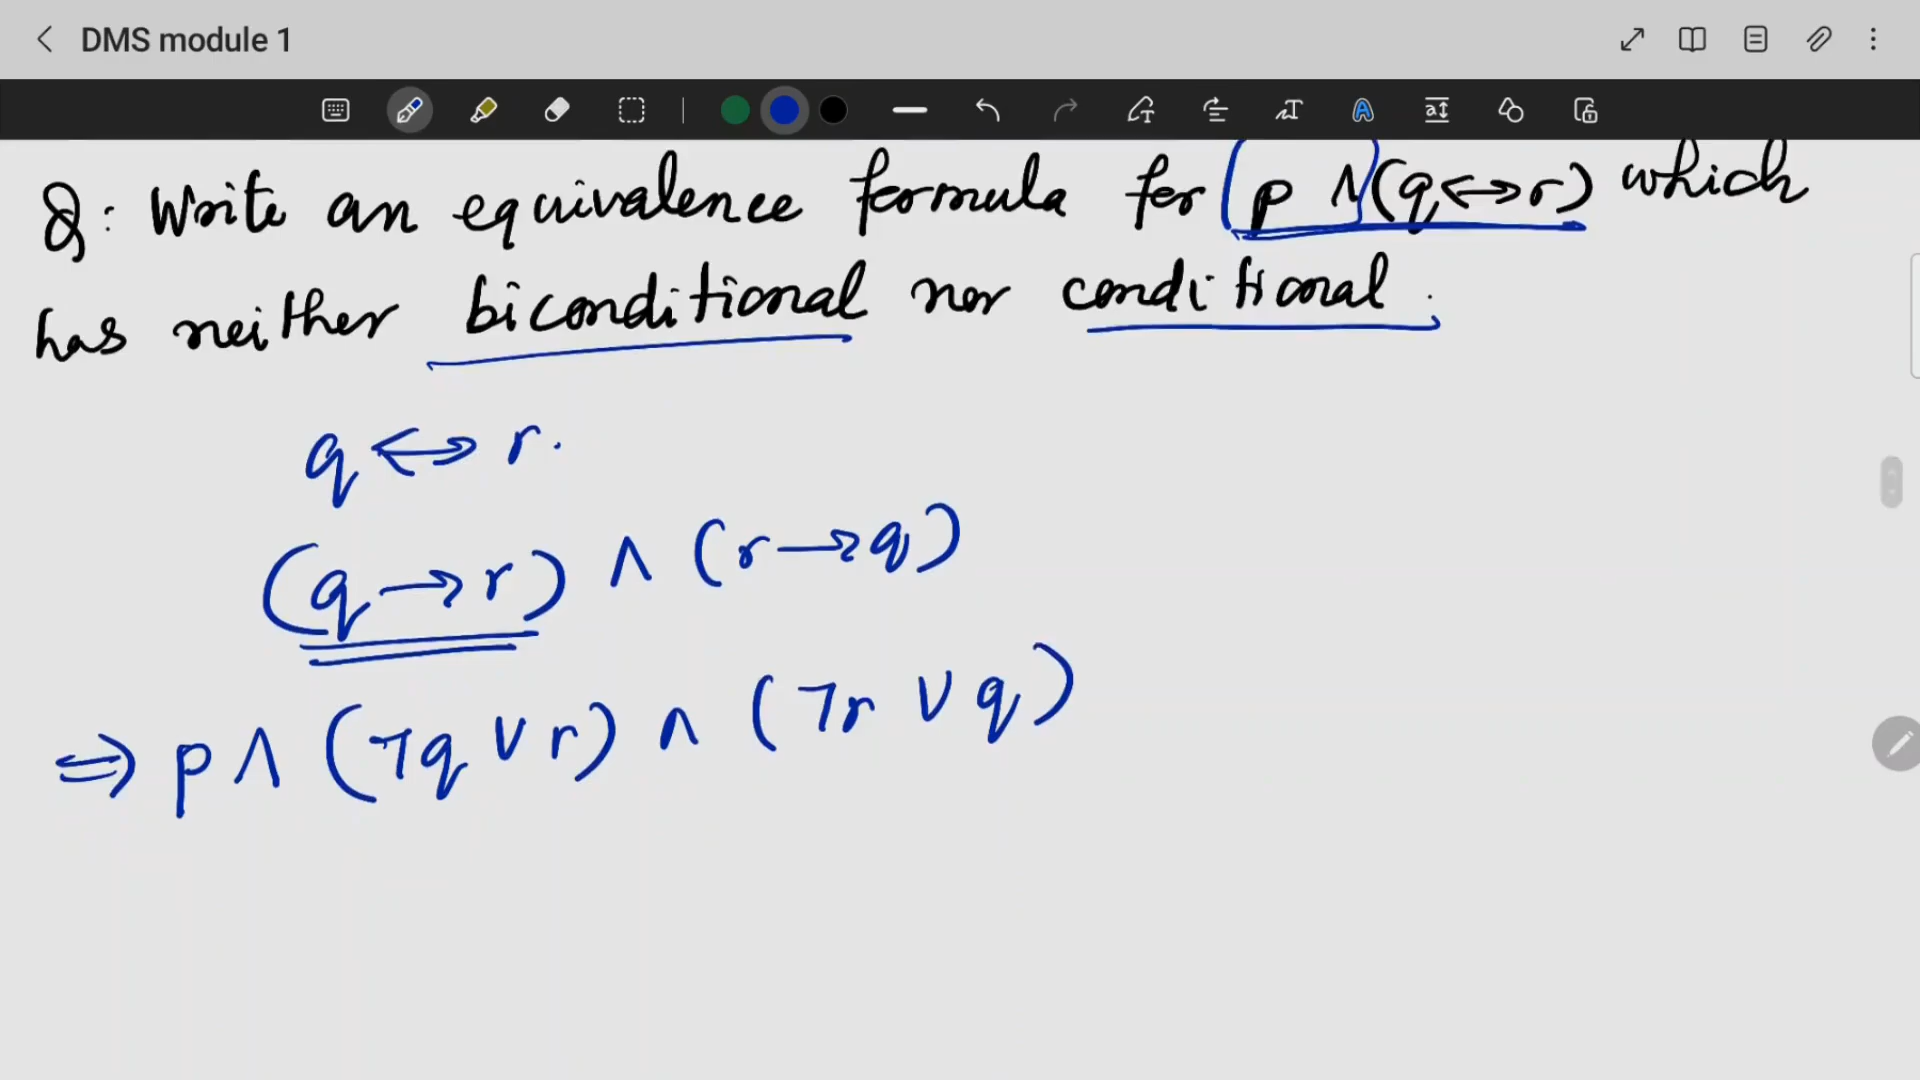 DMS module 1
Q: Write an equivalence formula for p ∧ (q ↔ r) which
has neither biconditional nor conditional.
q ↔ r.
(q → r) ∧ (r → q)
⇒ p ∧ (¬q ∨ r) ∧ (¬r ∨ q)